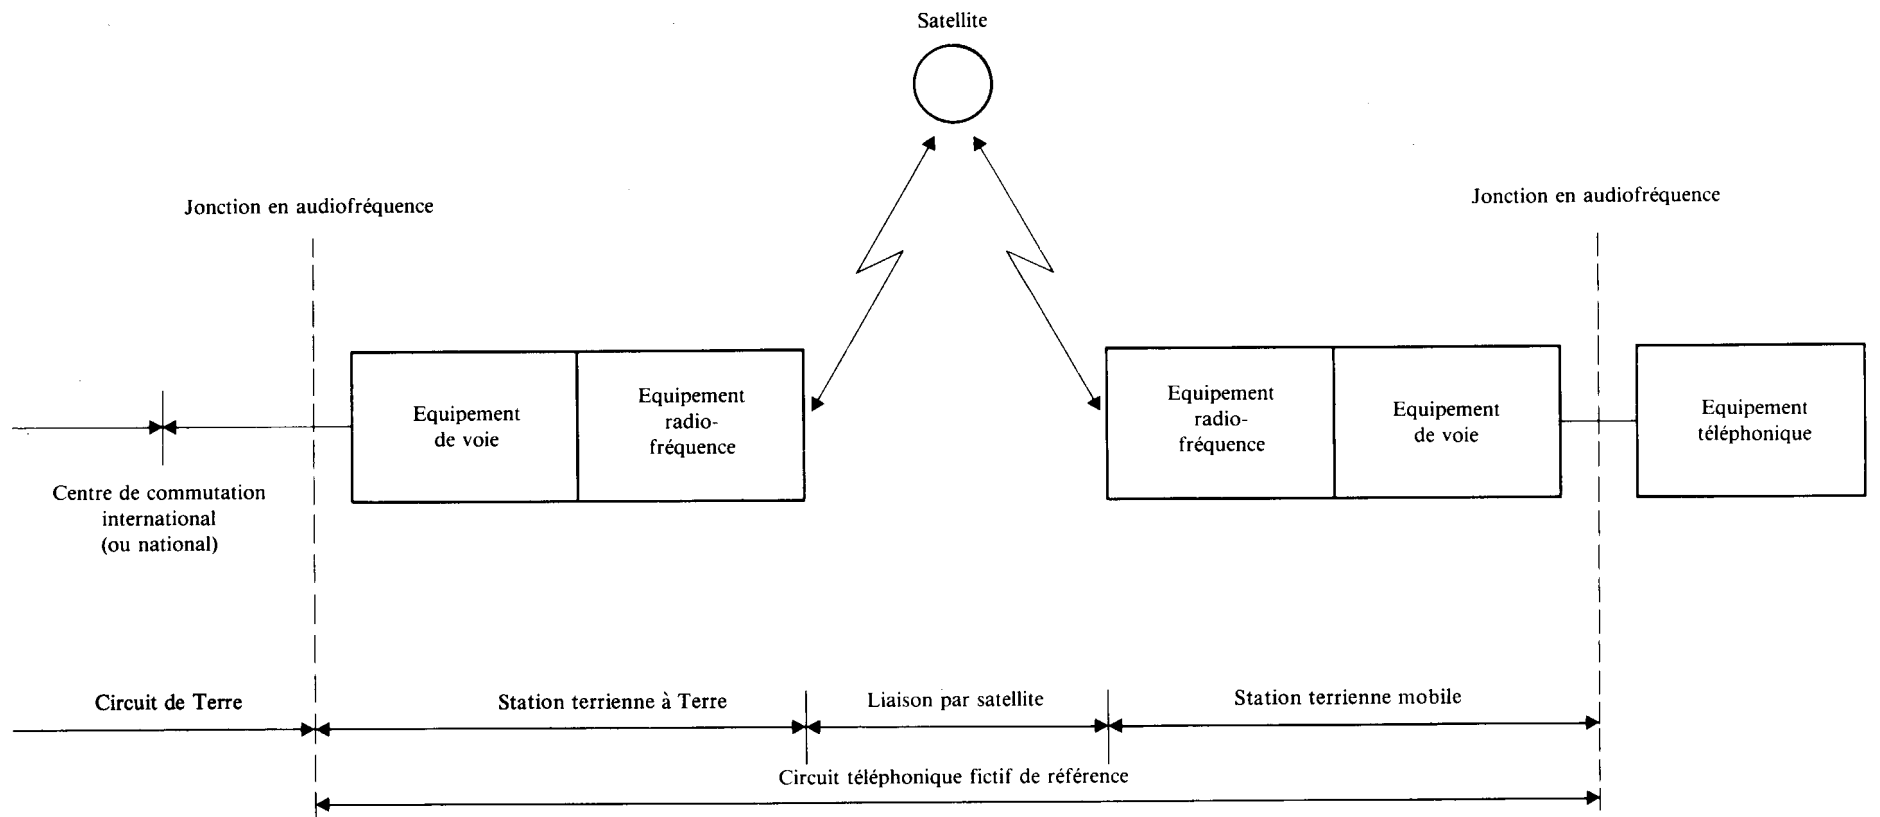 Satellite
Jonction en audiofréquence
Jonction en audiofréquence
Equipement
de voie
Equipement
radio-
fréquence
Equipement
radio-
fréquence
Equipement
de voie
Equipement
téléphonique
Centre de commutation
international
(ou national)
Circuit de Terre
Station terrienne à Terre
Liaison par satellite
Station terrienne mobile
Circuit téléphonique fictif de référence